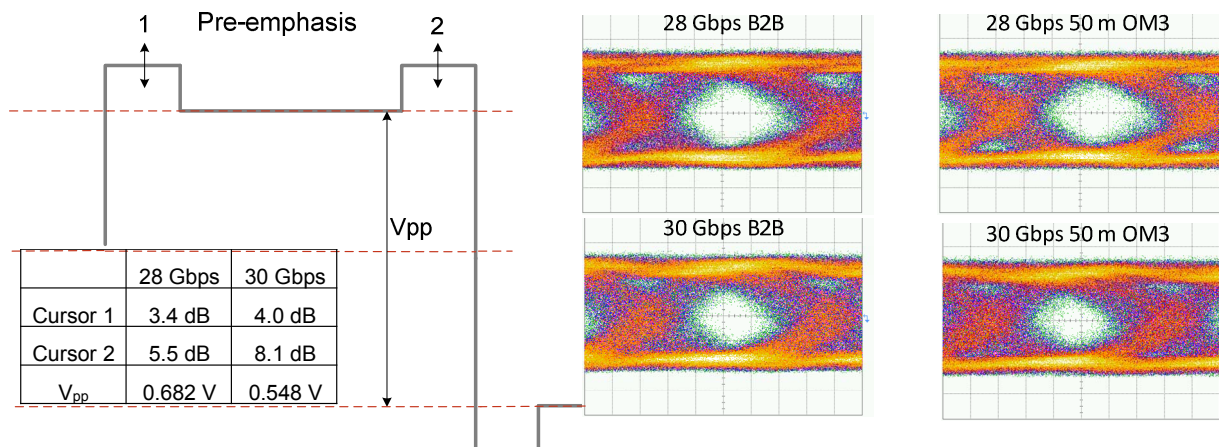 1 Pre-emphasis 2
Vpp
28 Gbps 30 Gbps
Cursor 1 3.4 dB 4.0 dB
Cursor 2 5.5 dB 8.1 dB
Vpp 0.682 V 0.548 V
28 Gbps B2B
28 Gbps 50 m OM3
30 Gbps B2B
30 Gbps 50 m OM3